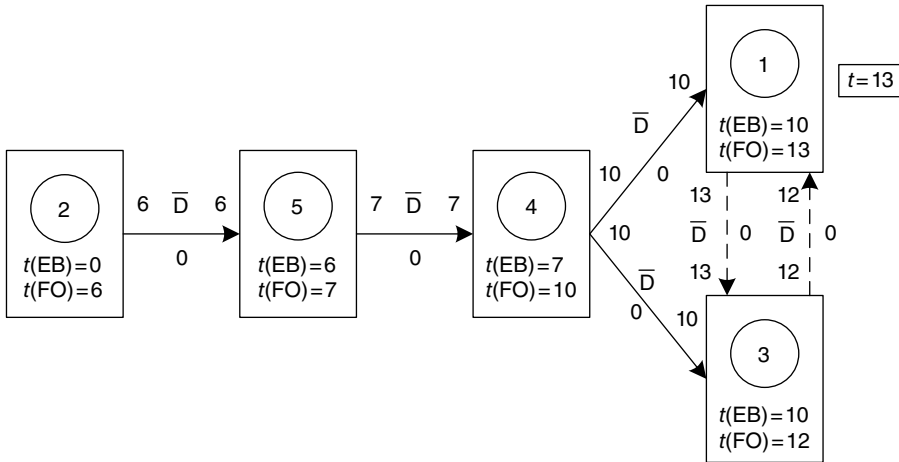 2
t(EB)=0
t(FO)=6
6 D̅ 6
0
5
t(EB)=6
t(FO)=7
7 D̅ 7
0
4
t(EB)=7
t(FO)=10
10
D̅
0
10
10
D̅
0
10
1
t(EB)=10
t(FO)=13
t=13
13
D̅ 0
13
12
D̅ 0
12
3
t(EB)=10
t(FO)=12